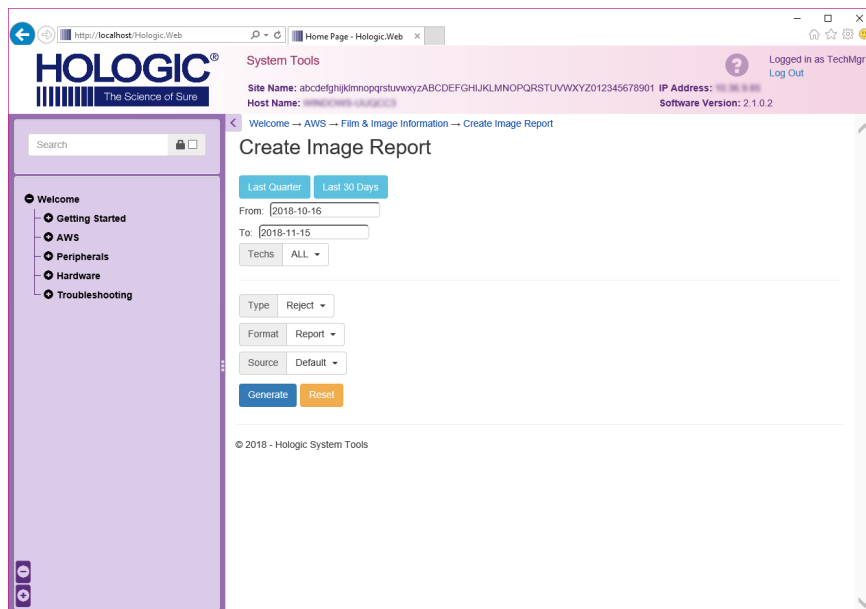 http://localhost/Hologic.Web
Home Page - Hologic.Web
HOLOGIC®
The Science of Sure
System Tools
Logged in as TechMgr
Log Out
Site Name: abcdefghijklmnopqrstuvwxyzABCDEFGHIJKLMNOPQRSTUVWXYZ012345678901 IP Address:
Host Name:
Software Version: 2.1.0.2
Search
Welcome
Getting Started
AWS
Peripherals
Hardware
Troubleshooting
Welcome → AWS → Film & Image Information → Create Image Report
Create Image Report
Last Quarter
Last 30 Days
From: 2018-10-16
To: 2018-11-15
Techs ALL
Type Reject
Format Report
Source Default
Generate
Reset
© 2018 - Hologic System Tools